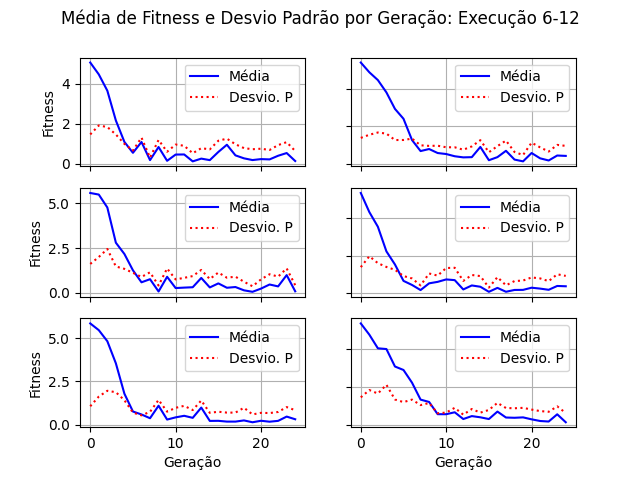 Média de Fitness e Desvio Padrão por Geração: Execução 6-12
Fitness
4
2
0
Média
Desvio. P
Média
Desvio. P
Fitness
5.0
2.5
0.0
Média
Desvio. P
Média
Desvio. P
Fitness
5.0
2.5
0.0
Média
Desvio. P
Média
Desvio. P
0
10
20
0
10
20
Geração
Geração